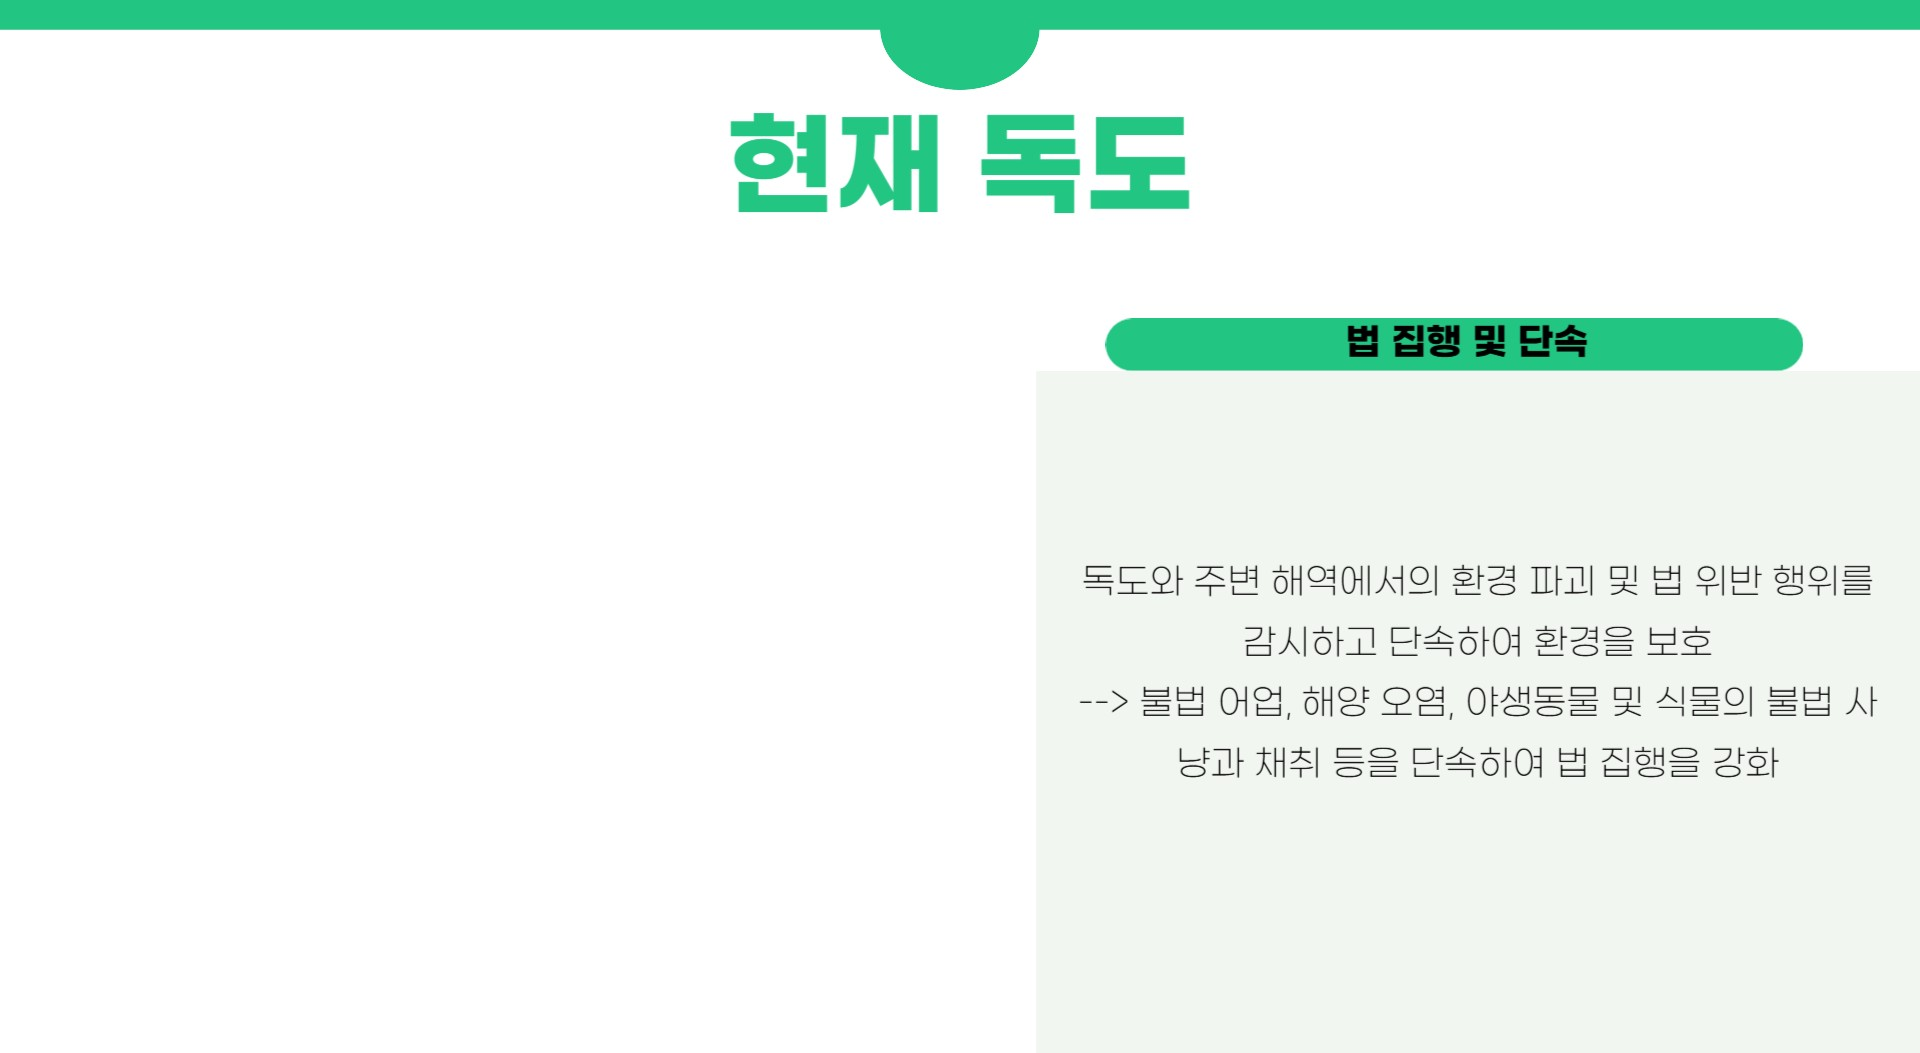 현재 독도
법 집행 및 단속
독도와 주변 해역에서의 환경 파괴 및 법 위반 행위를
감시하고 단속하여 환경을 보호
--> 불법 어업, 해양 오염, 야생동물 및 식물의 불법 사
냥과 채취 등을 단속하여 법 집행을 강화